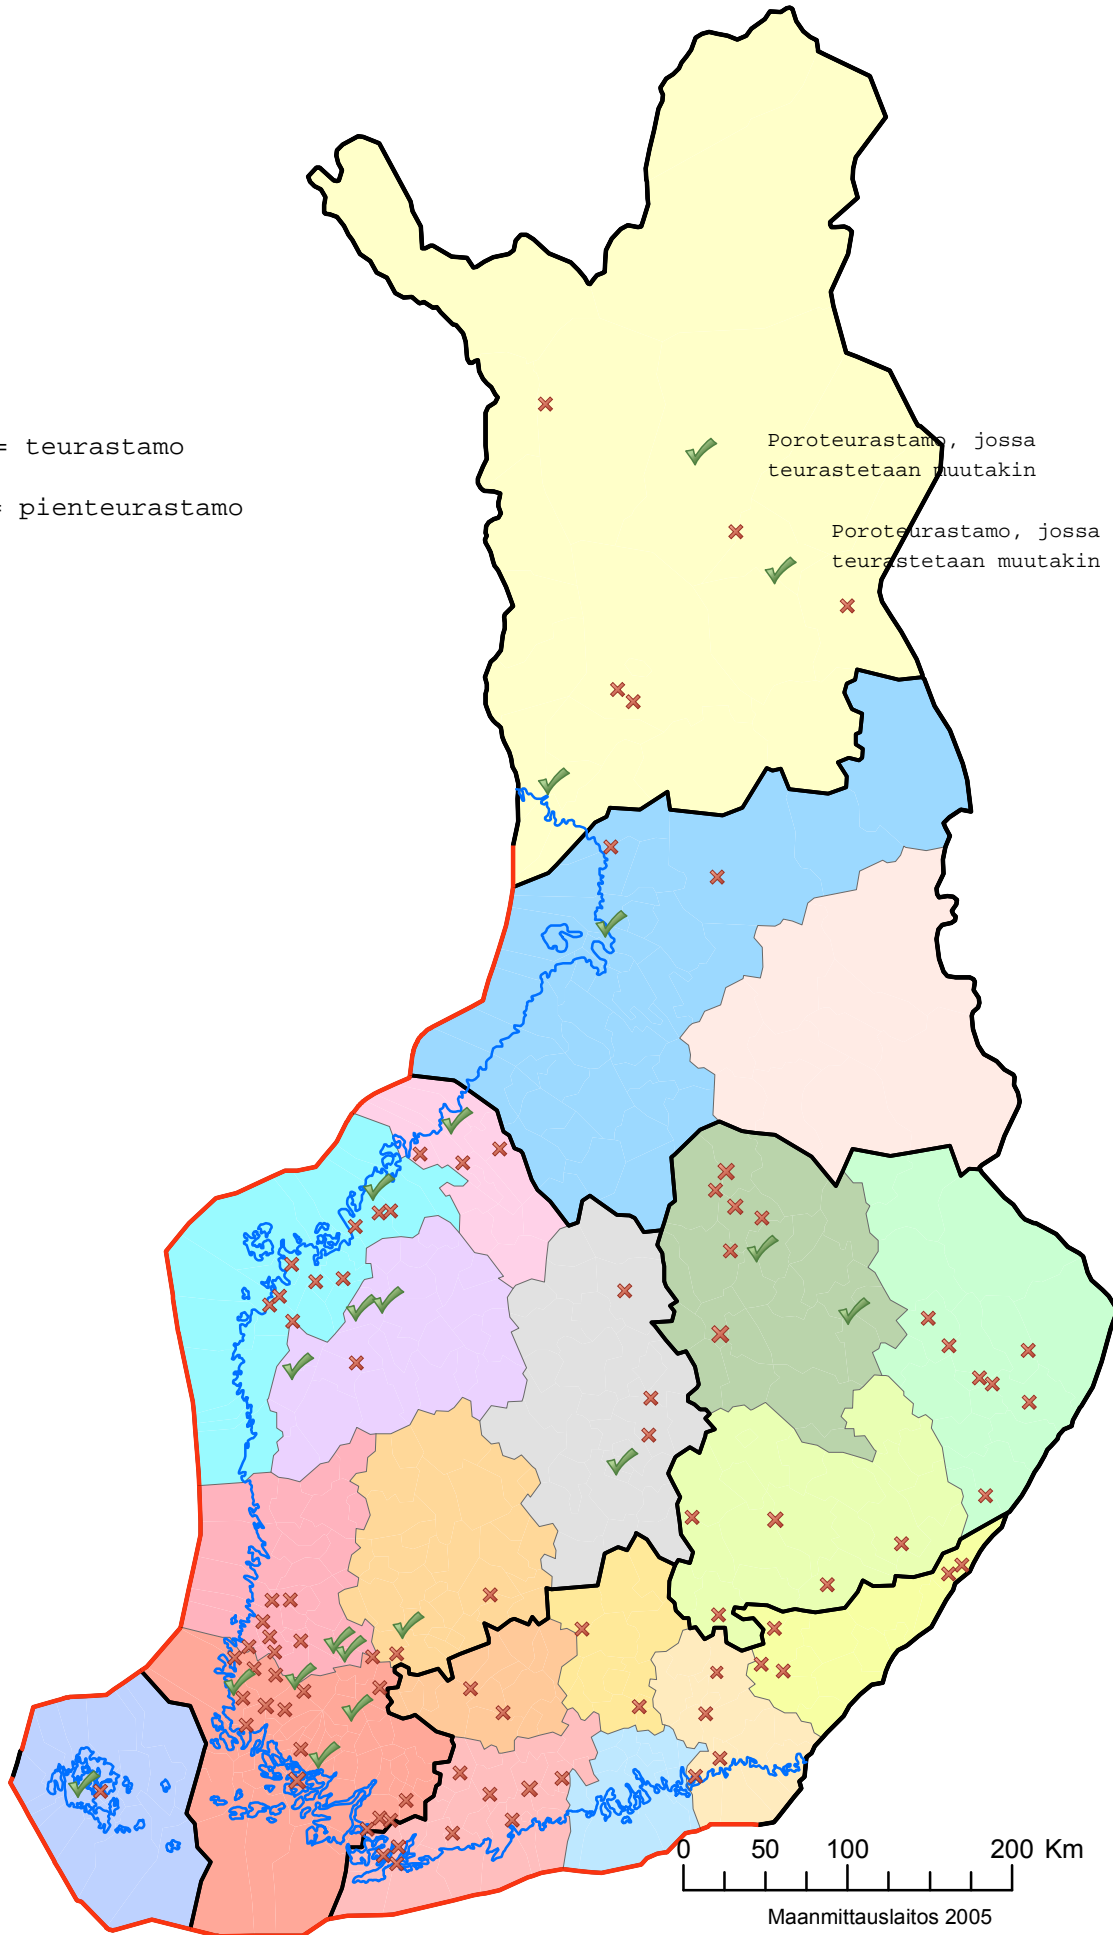 = teurastamo
= pienteurastamo
Poroteurastamo, jossa
teurastetaan muutakin
Poroteurastamo, jossa
teurastetaan muutakin
0 50 100 200 Km
Maanmittauslaitos 2005